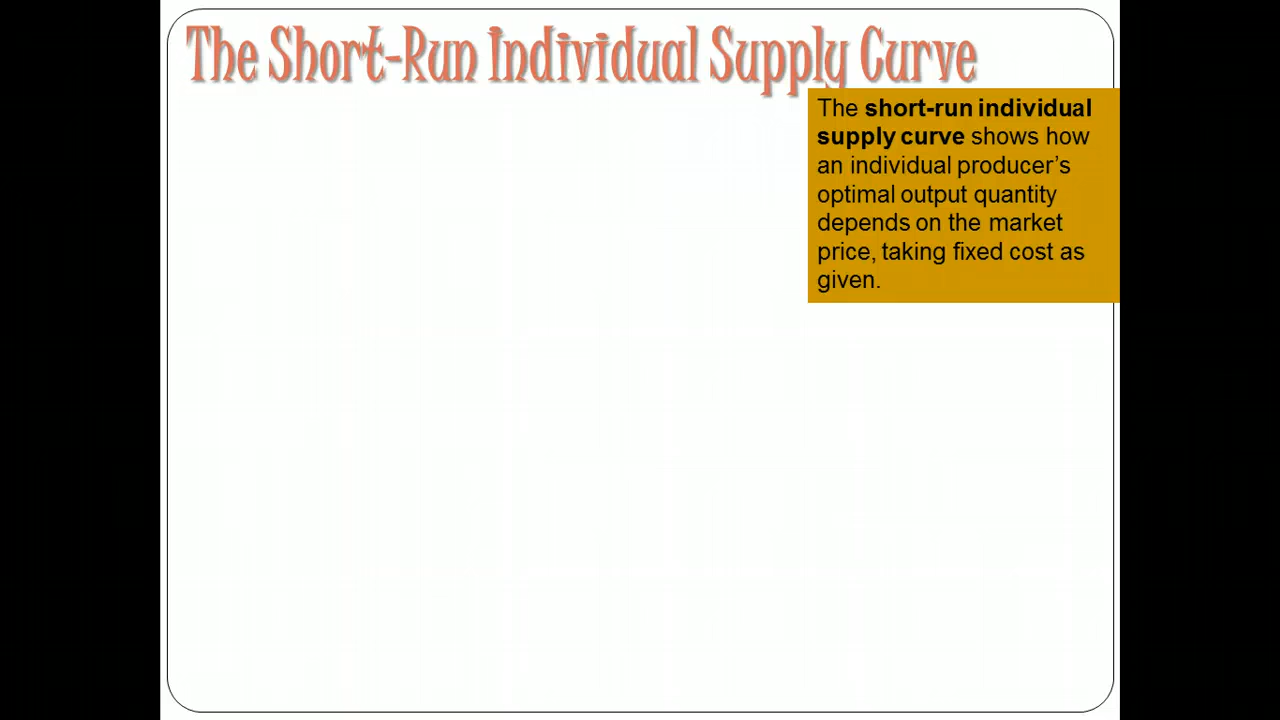 The Short-Run Individual Supply Curve
The short-run individual
supply curve shows how
an individual producer's
optimal output quantity
depends on the market
price, taking fixed cost as
given.